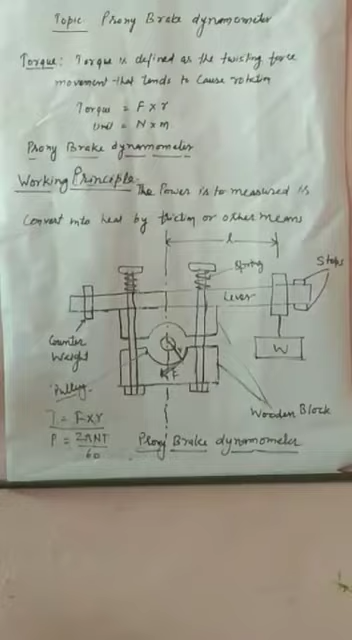 Topic Prony Brake dynamometer
Torque: Torque is defined as the twisting force
movement that tends to cause rotation
Torque = F x r
Unit = N x m
Prony Brake dynamometer
Working Principle The Power is to measured is
Convert into heat by friction or other means
l
Spring
Stops
Lever
Counter
Weight
W
Pulley
F
Wooden Block
T = F x r
P = 2πNT
60
Prony Brake dynamometer